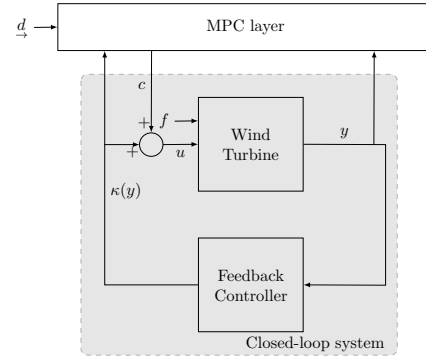 d
MPC layer
c
+
f
Wind
Turbine
y
+
u
κ(y)
Feedback
Controller
Closed-loop system